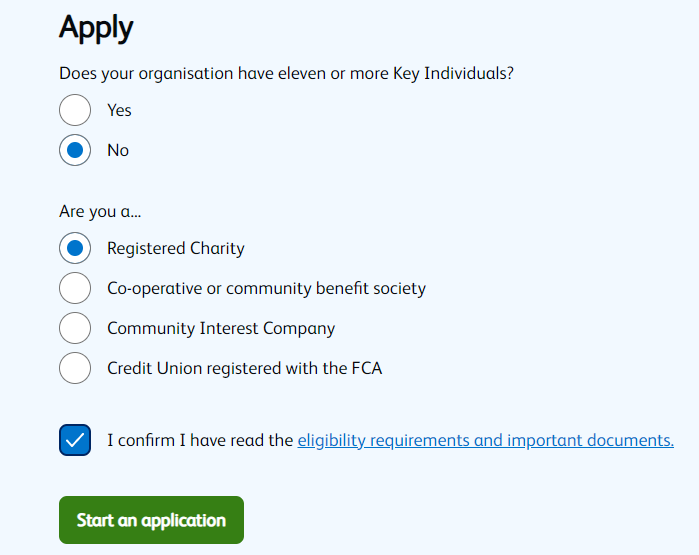 Apply
Does your organisation have eleven or more Key Individuals?
Yes
No
Are you a...
Registered Charity
Co-operative or community benefit society
Community Interest Company
Credit Union registered with the FCA
I confirm I have read the eligibility requirements and important documents.
Start an application